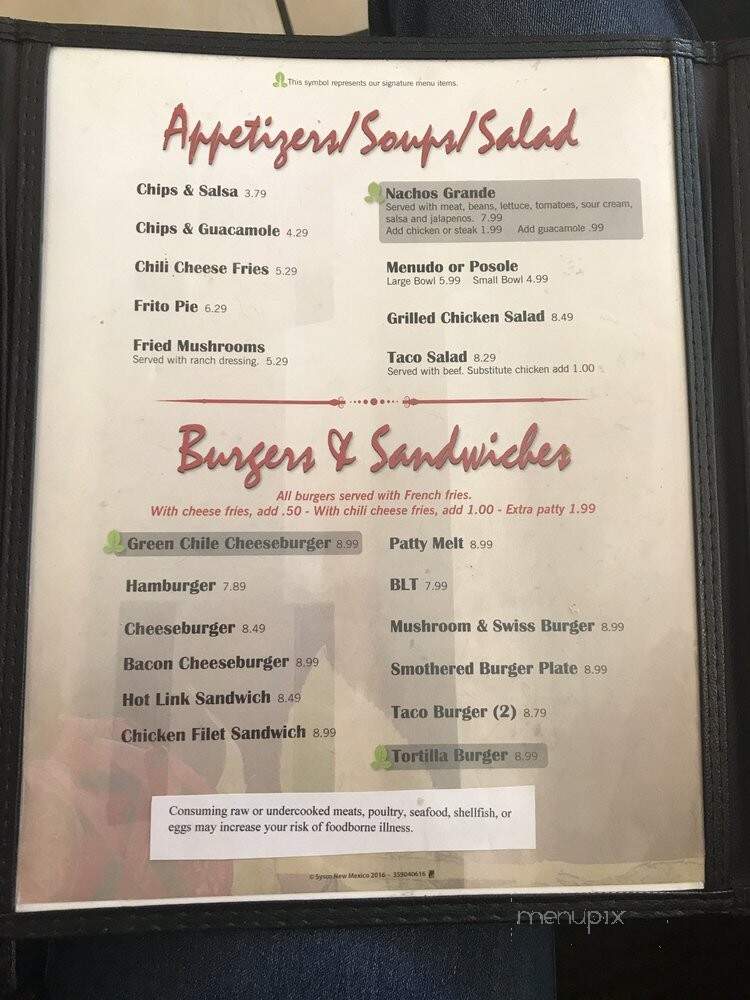 This symbol represents our signature menu items.
Appetizers/Soups/Salad
Chips & Salsa 3.79
Chips & Guacamole 4.29
Chili Cheese Fries 5.29
Frito Pie 6.29
Fried Mushrooms
Served with ranch dressing. 5.29
Nachos Grande
Served with meat, beans, lettuce, tomatoes, sour cream,
salsa and jalapenos. 7.99
Add chicken or steak 1.99 Add guacamole .99
Menudo or Posole
Large Bowl 5.99 Small Bowl 4.99
Grilled Chicken Salad 8.49
Taco Salad 8.29
Served with beef. Substitute chicken add 1.00
Burgers & Sandwiches
All burgers served with French fries.
With cheese fries, add .50 - With chili cheese fries, add 1.00 - Extra patty 1.99
Green Chile Cheeseburger 8.99
Hamburger 7.89
Cheeseburger 8.49
Bacon Cheeseburger 8.99
Hot Link Sandwich 8.49
Chicken Filet Sandwich 8.99
Patty Melt 8.99
BLT 7.99
Mushroom & Swiss Burger 8.99
Smothered Burger Plate 8.99
Taco Burger (2) 8.79
Tortilla Burger 8.99
Consuming raw or undercooked meats, poultry, seafood, shellfish, or
eggs may increase your risk of foodborne illness.
© Sysco New Mexico 2016 - 359040616
menupix